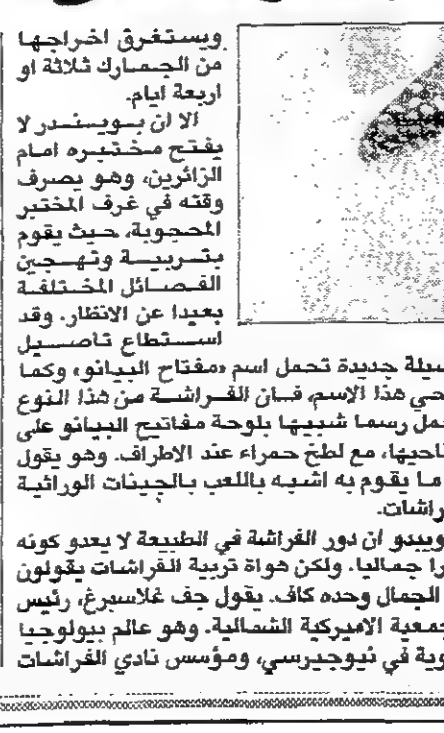 ويستغرق اخراجها
من الجمارك ثلاثة او
اربعة ايام.
الا ان بويسندر لا
يفتح مختبره امام
الزائرين، وهو يصرف
وقته في غرف المختبر
المحجوبة، حيث يقوم
بتربية وتهجين
الفصائل المختلفة
بعيدا عن الانظار. وقد
استطاع تاصيل
سيلة جديدة تحمل اسم «مفتاح البيانو» وكما
حي هذا الاسم، فان الفراشة من هذا النوع
مل رسما شبيها بلوحة مفاتيح البيانو على
ناحيها، مع لطخ حمراء عند الاطراف. وهو يقول
ما يقوم به اشبه باللعب بالجينات الوراثية
راشات.
ويبدو ان دور الفراشة في الطبيعة لا يعدو كونه
را جماليا. ولكن هواة تربية الفراشات يقولون
الجمال وحده كاف. يقول جف غلاسبرغ، رئيس
جمعية الاميركية الشمالية. وهو عالم بيولوجيا
وية في نيوجيرسي، ومؤسس نادي الفراشات